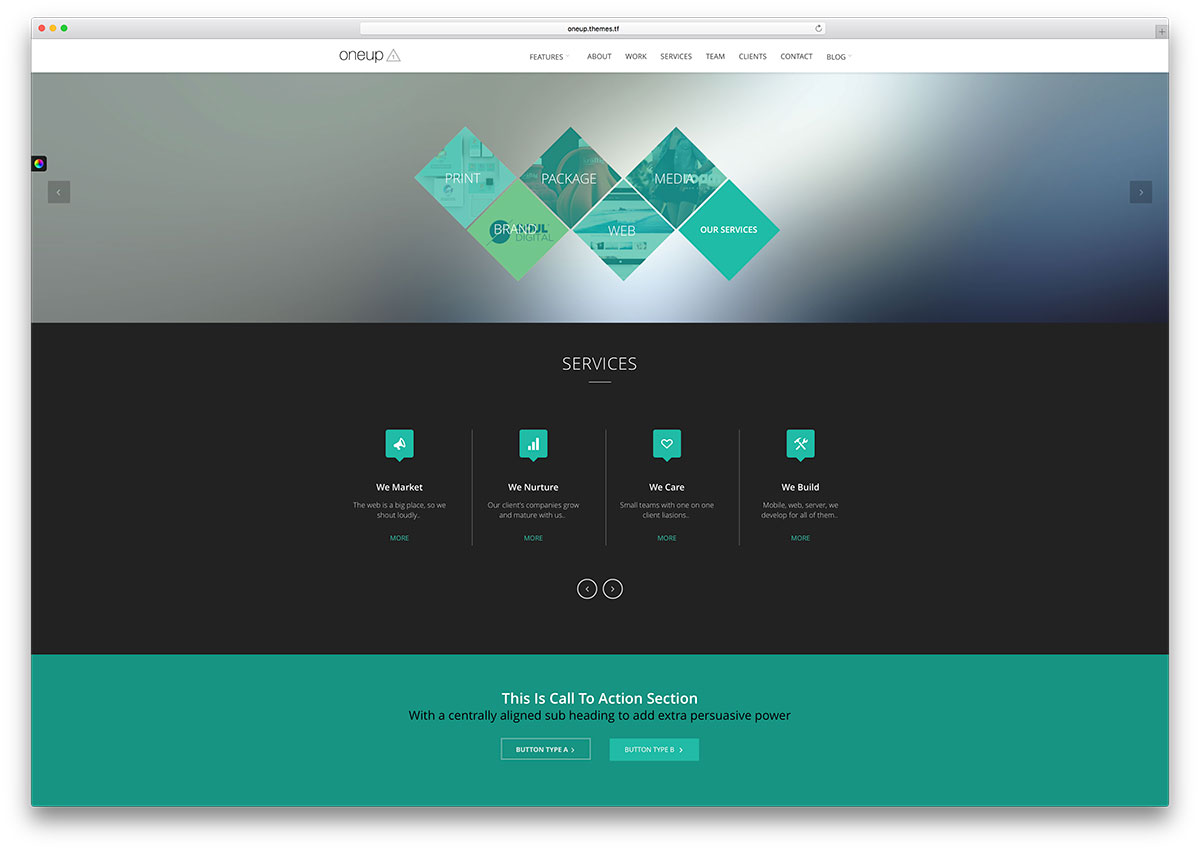 oneup.themes.tf
oneup
FEATURES ABOUT WORK SERVICES TEAM CLIENTS CONTACT BLOG
PRINT PACKAGE MEDIA
BRAND WEB OUR SERVICES
DIGITAL
SERVICES
We Market
The web is a big place, so we
shout loudly..
MORE
We Nurture
Our client's companies grow
and mature with us..
MORE
We Care
Small teams with one on one
client liasions..
MORE
We Build
Mobile, web, server, we
develop for all of them..
MORE
This Is Call To Action Section
With a centrally aligned sub heading to add extra persuasive power
BUTTON TYPE A BUTTON TYPE B